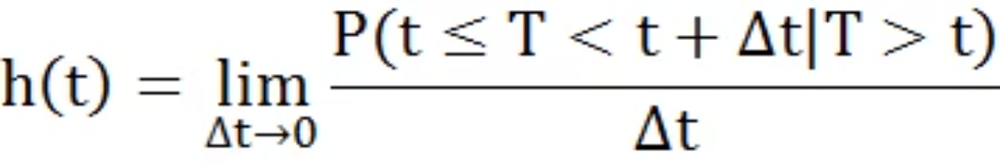 h(t) = lim Δt→0 P(t ≤ T < t + Δt|T > t) / Δt